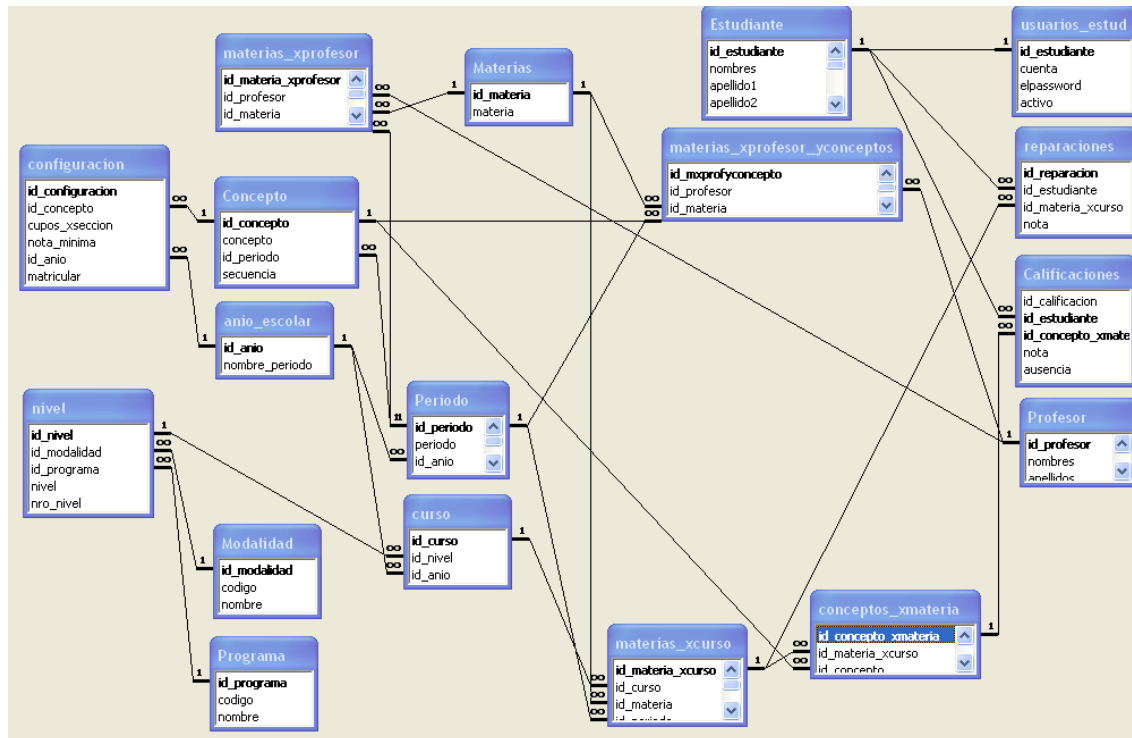 materias_xprofesor
id_materia_xprofesor
id_profesor
id_materia
Materias
id_materia
materia
Estudiante
id_estudiante
nombres
apellido1
apellido2
usuarios_estud
id_estudiante
cuenta
elpassword
activo
configuracion
id_configuracion
id_concepto
cupos_xseccion
nota_minima
id_anio
matricular
Concepto
id_concepto
concepto
id_periodo
secuencia
materias_xprofesor_yconceptos
id_mxprofyconcepto
id_profesor
id_materia
reparaciones
id_reparacion
id_estudiante
id_materia_xcurso
nota
anio_escolar
id_anio
nombre_periodo
Calificaciones
id_calificacion
id_estudiante
id_concepto_xmate
nota
ausencia
nivel
id_nivel
id_modalidad
id_programa
nivel
nro_nivel
Periodo
id_periodo
periodo
id_anio
Profesor
id_profesor
nombres
apellidos
curso
id_curso
id_nivel
id_anio
Modalidad
id_modalidad
codigo
nombre
conceptos_xmateria
id_concepto_xmateria
id_materia_xcurso
id_concepto
Programa
id_programa
codigo
nombre
materias_xcurso
id_materia_xcurso
id_curso
id_materia
id_periodo